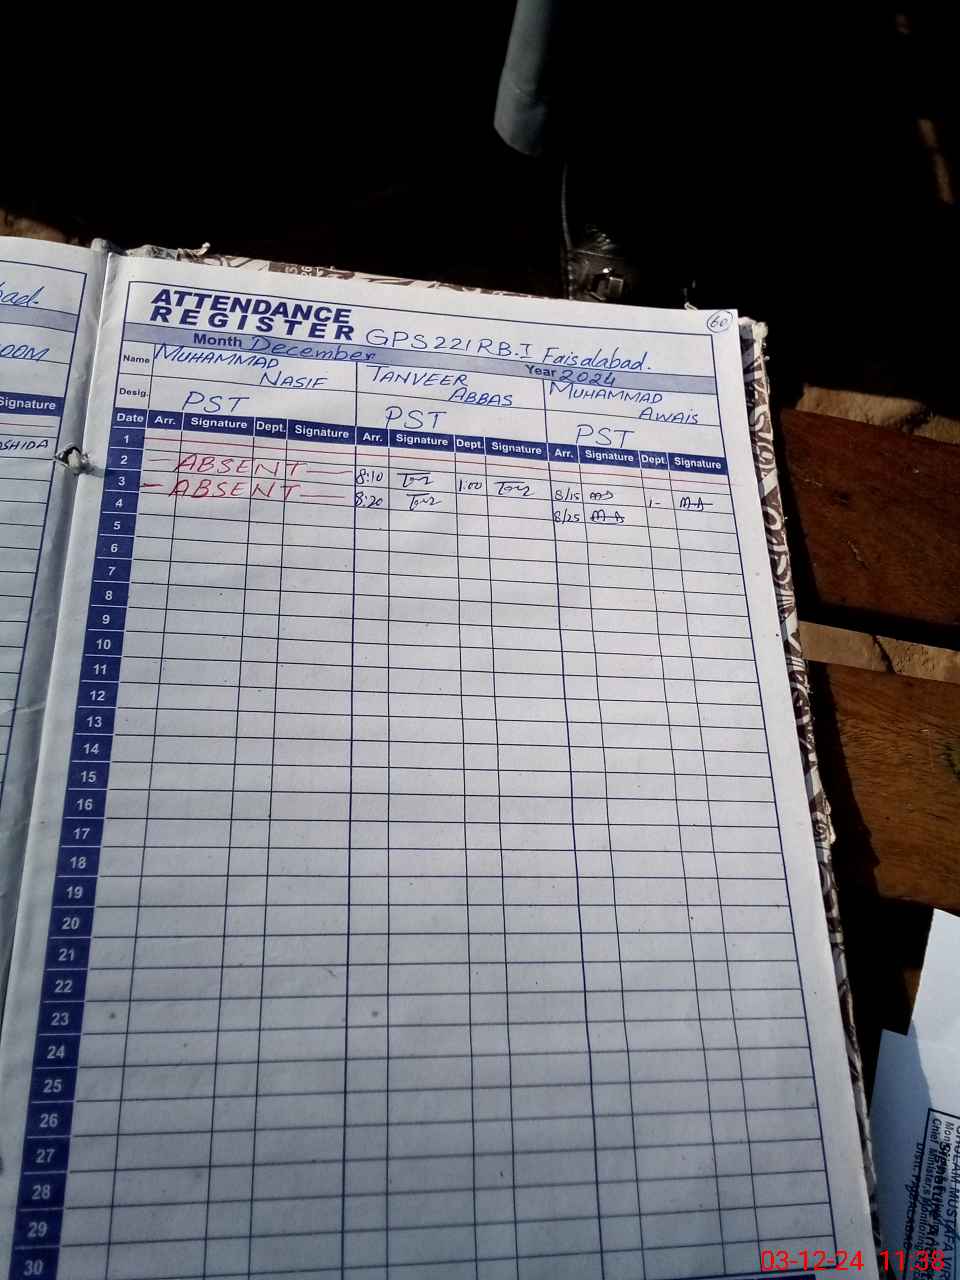 60
ATTENDANCE
REGISTER GPS 221 RB.I Faisalabad.
Month December Year 2024
Name MUHAMMAD NASIF TANVEER ABBAS MUHAMMAD AWAIS
Desig. PST PST PST
Date Arr. Signature Dept. Signature Arr. Signature Dept. Signature Arr. Signature Dept. Signature
1
2 — ABSENT — 8:10 1:00 8/15 1-
3 — ABSENT — 8:20 8/25
4
5
6
7
8
9
10
11
12
13
14
15
16
17
18
19
20
21
22
23
24
25
26
27
28
29
30
bad.
OOM
Signature
OSHIDA
03-12-24 11:38